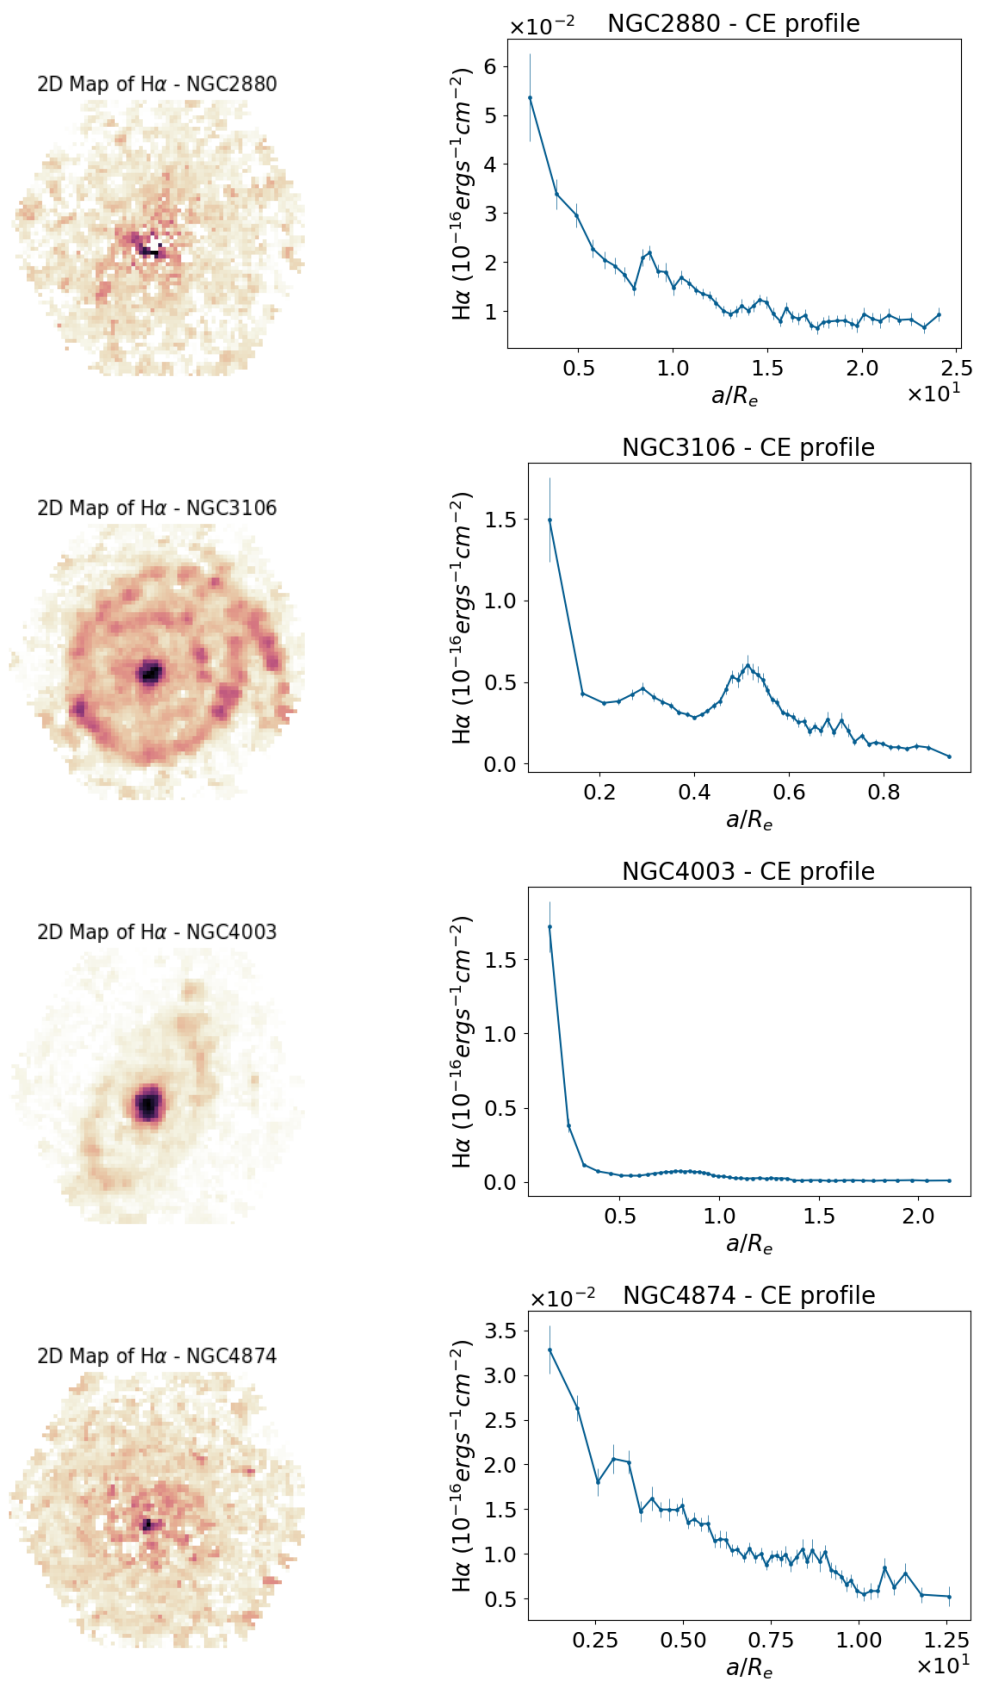 ×10⁻² NGC2880 - CE profile
2D Map of Hα - NGC2880
Hα (10⁻¹⁶ergs⁻¹cm⁻²)
6
5
4
3
2
1
0.5 1.0 1.5 2.0 2.5
×10¹
a/Rₑ
NGC3106 - CE profile
2D Map of Hα - NGC3106
Hα (10⁻¹⁶ergs⁻¹cm⁻²)
1.5
1.0
0.5
0.0
0.2 0.4 0.6 0.8
a/Rₑ
NGC4003 - CE profile
2D Map of Hα - NGC4003
Hα (10⁻¹⁶ergs⁻¹cm⁻²)
1.5
1.0
0.5
0.0
0.5 1.0 1.5 2.0
a/Rₑ
×10⁻² NGC4874 - CE profile
2D Map of Hα - NGC4874
Hα (10⁻¹⁶ergs⁻¹cm⁻²)
3.5
3.0
2.5
2.0
1.5
1.0
0.5
0.25 0.50 0.75 1.00 1.25
×10¹
a/Rₑ